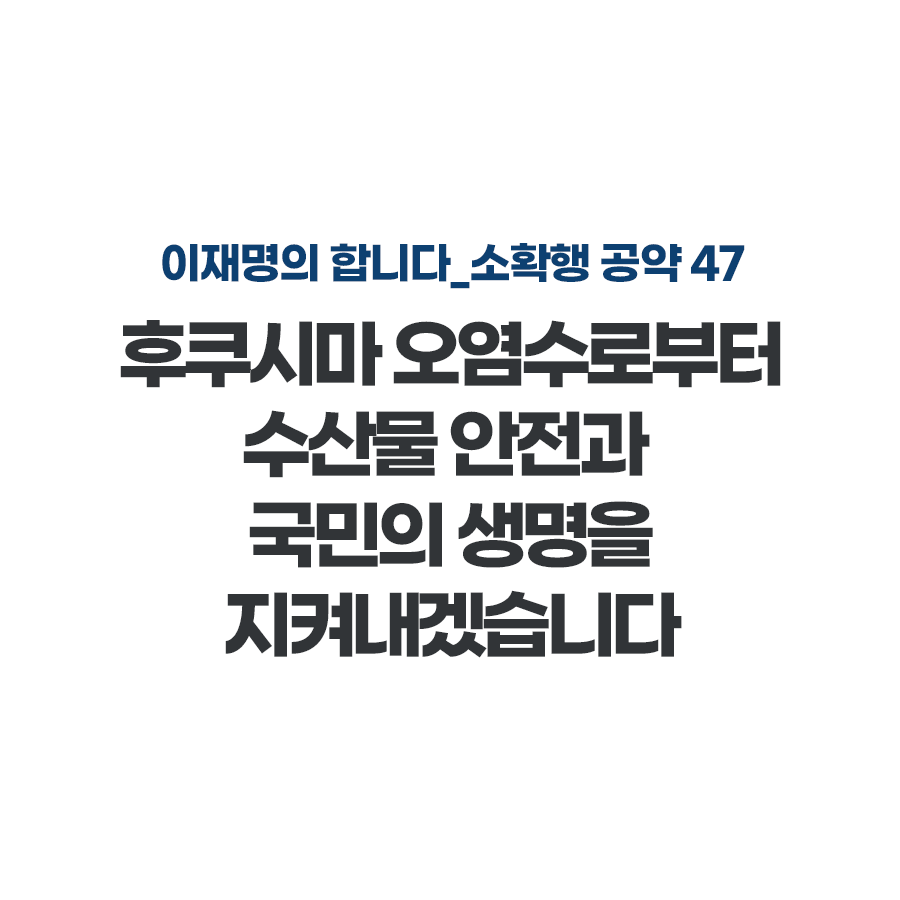 이재명의 합니다_소확행 공약 47
후쿠시마 오염수로부터
수산물 안전과
국민의 생명을
지켜내겠습니다